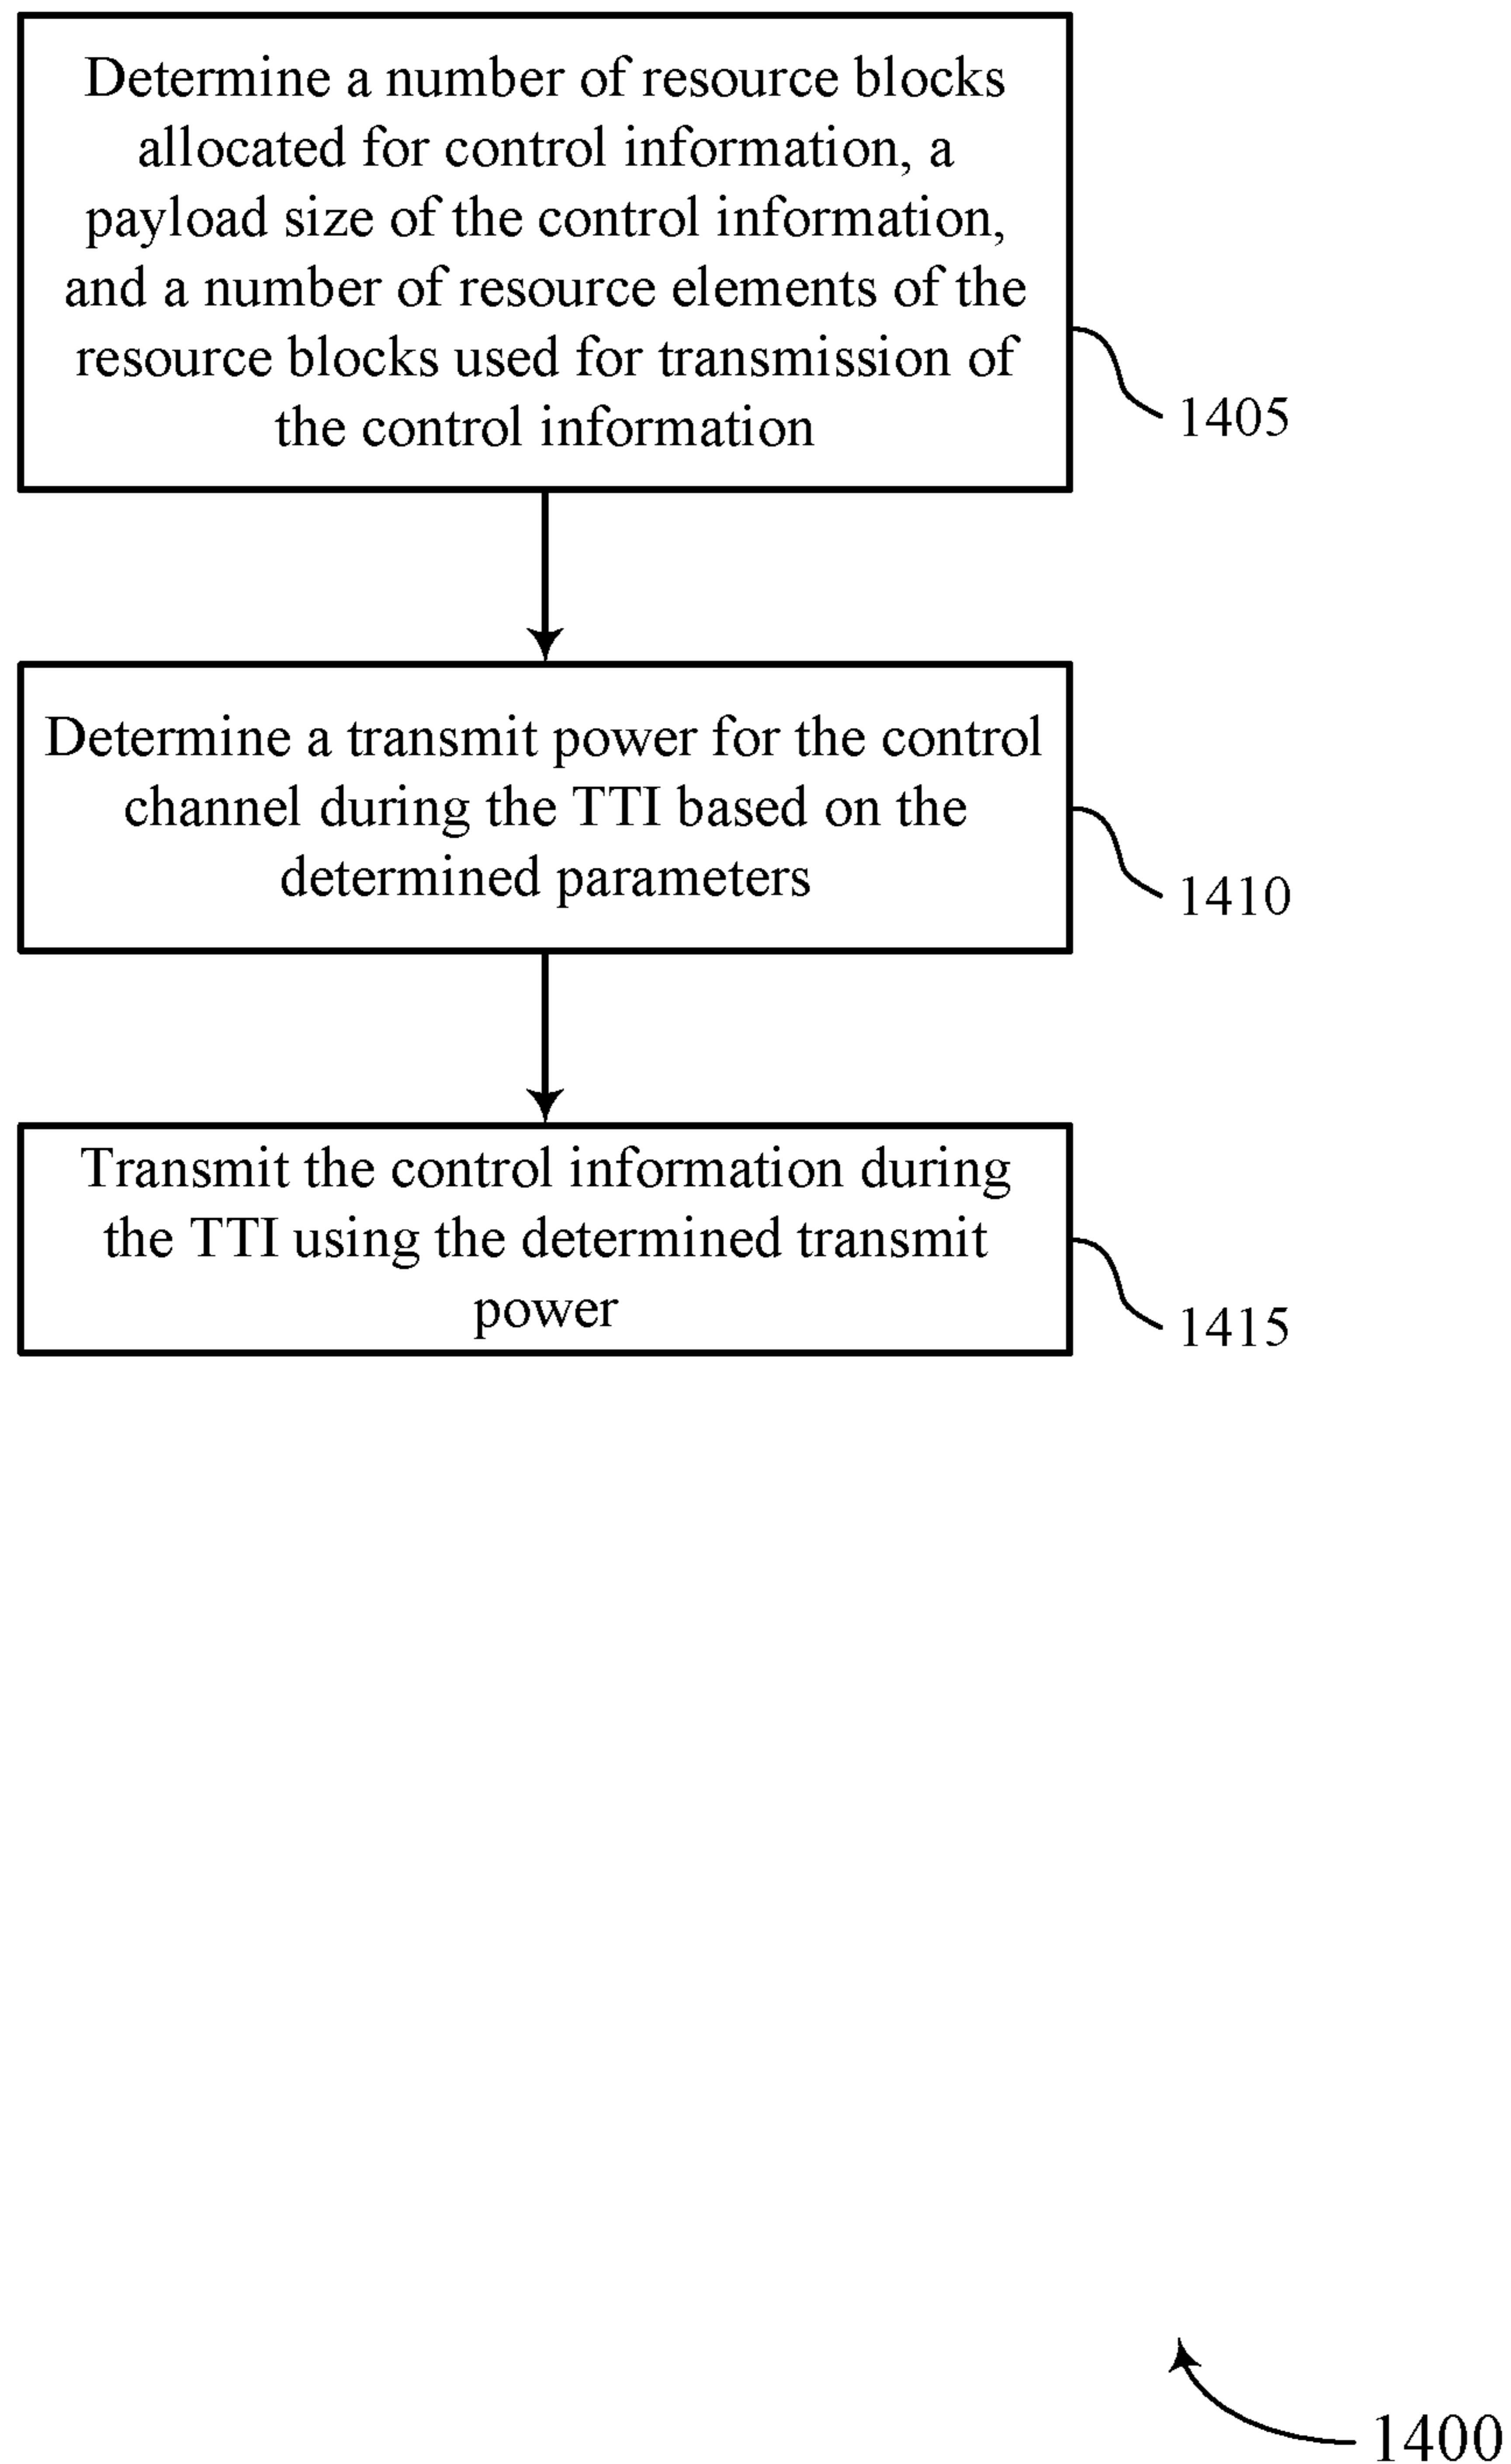 Determine a number of resource blocks
allocated for control information, a
payload size of the control information,
and a number of resource elements of the
resource blocks used for transmission of
the control information
1405
Determine a transmit power for the control
channel during the TTI based on the
determined parameters
1410
Transmit the control information during
the TTI using the determined transmit
power
1415
1400